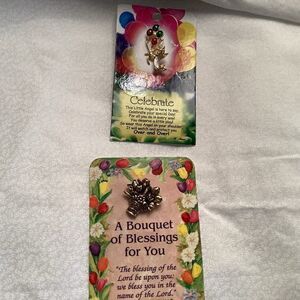 Celebrate
This Little Angel is here to say
Celebrate your special day!
For all you do in every way
You deserve a little play!
So wear this Angel on your shoulder
It will watch and protect you
Over and Over!
A Bouquet
of Blessings
for You
"The blessing of the
Lord be upon you;
we bless you in the
name of the Lord."